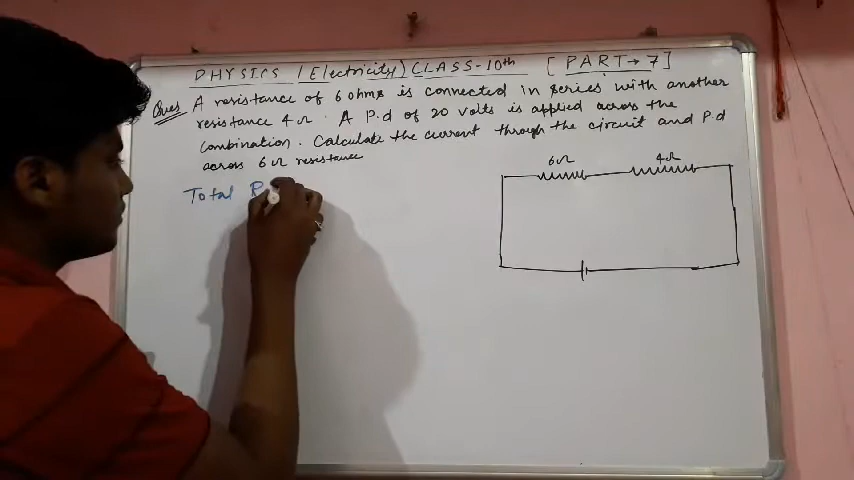 PHYSICS / (Electricity) CLASS-10th [ PART → 7 ]
Ques A resistance of 6 ohms is connected in series with another
resistance 4 Ω . A P.d of 20 volts is applied across the
combination . Calculate the current through the circuit and P.d
across 6 Ω resistance
6Ω 4Ω
Total R